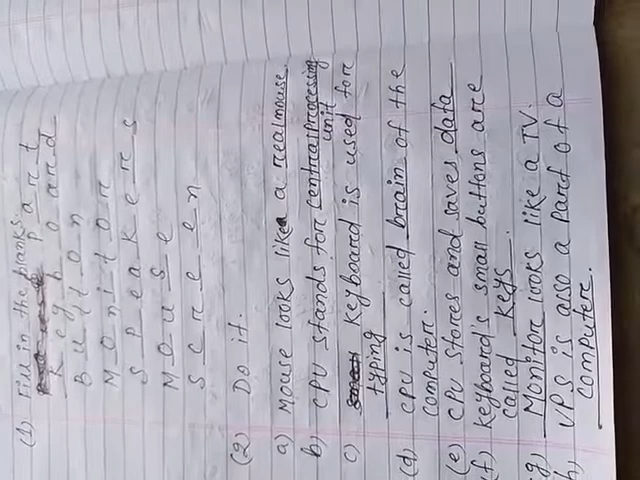 (1) Fill in the blanks.
P a r t
K e y b o a r d
B u t t o n
M o n i t o r
S p e a k e r s
M o u s e
S c r e e n
(2) Do it.
a) Mouse looks like a real mouse.
b) CPU stands for central processing
unit
c) Keyboard is used for
typing
(d) CPU is called brain of the
computer.
(e) CPU stores and saves data
(f) Keyboard's small buttons are
called keys.
g) Monitor looks like a TV.
h) UPS is also a part of a
computer.